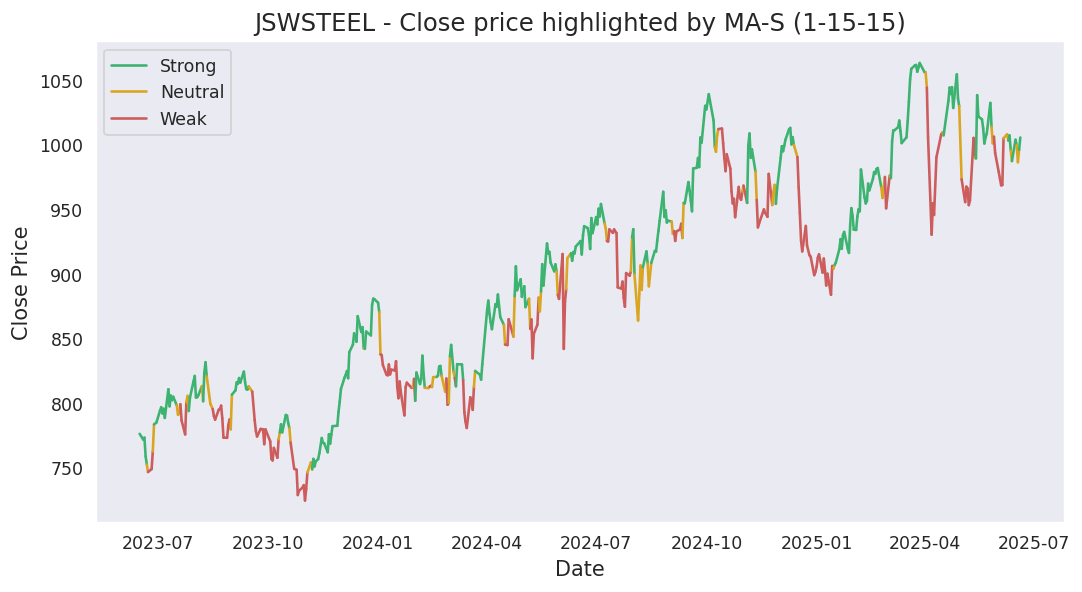 JSWSTEEL - Close price highlighted by MA-S (1-15-15)
Strong
Neutral
Weak
Close Price
1050
1000
950
900
850
800
750
2023-07 2023-10 2024-01 2024-04 2024-07 2024-10 2025-01 2025-04 2025-07
Date